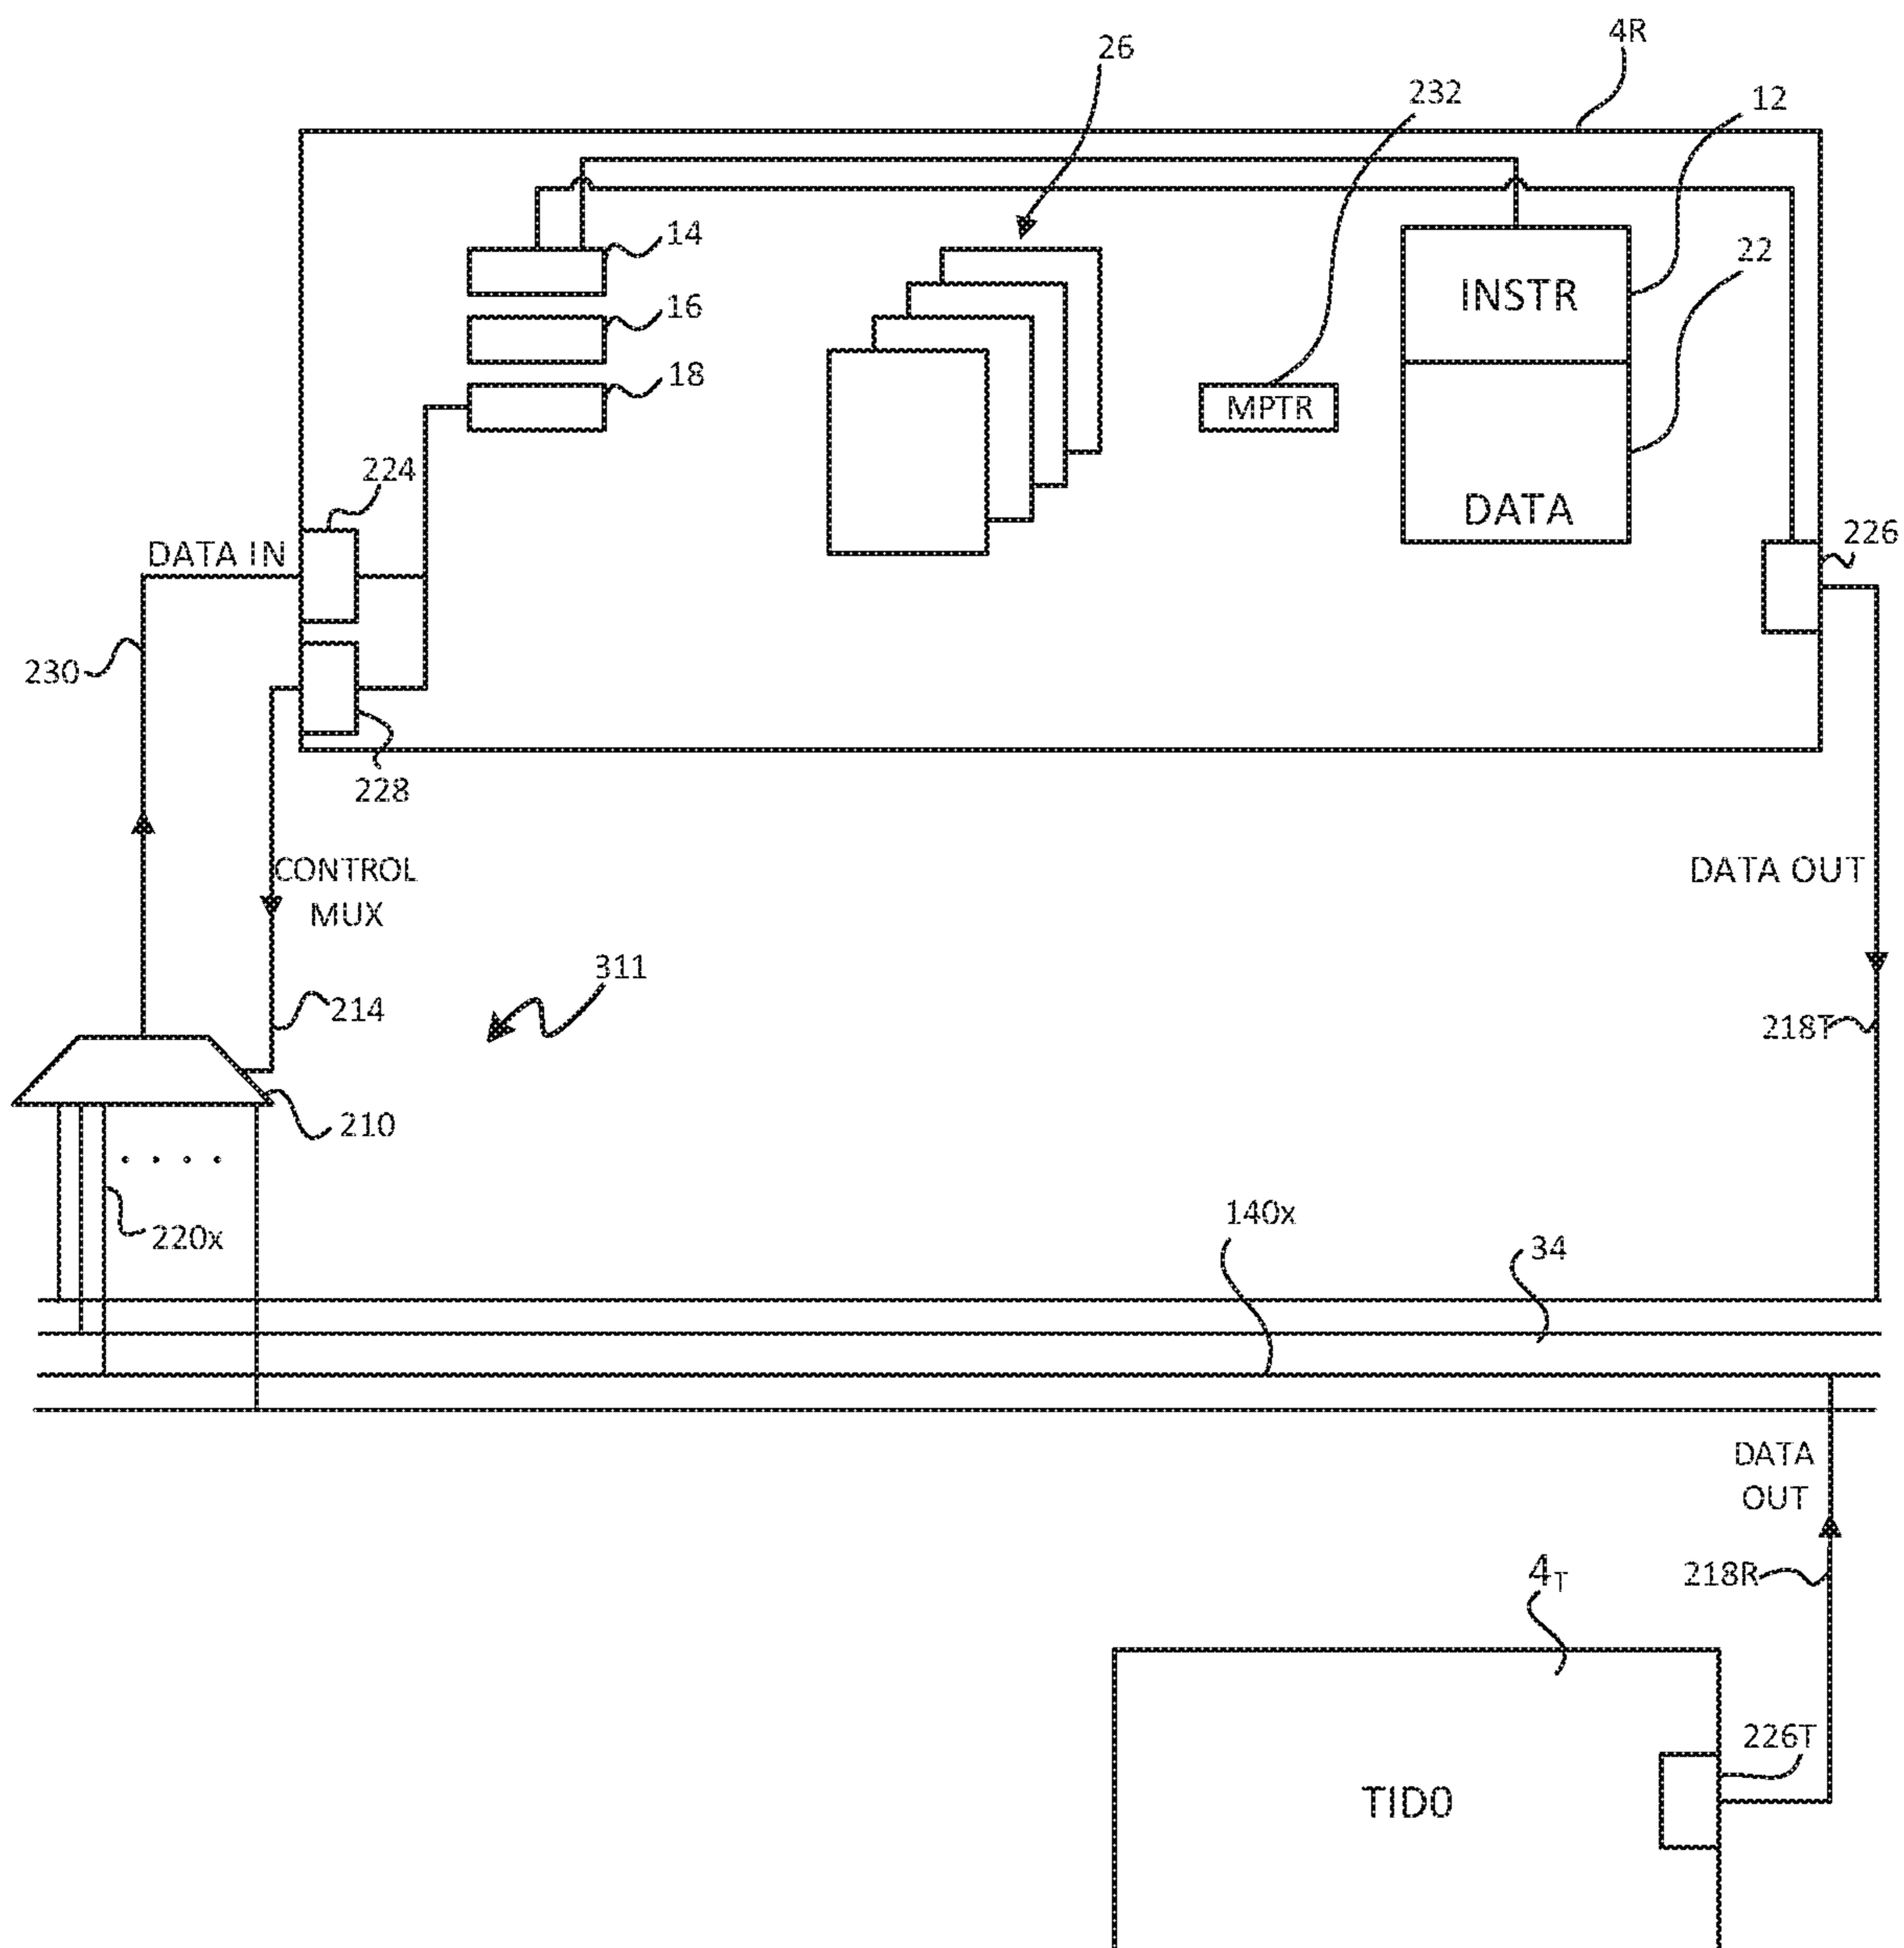 4R
26
232
12
14
INSTR
22
16
18
MPTR
224
DATA
226
DATA IN
230
228
CONTROL
MUX
DATA OUT
311
214
218T
210
. . . .
220x
140x
34
DATA
OUT
4T
218R
226T
TID0